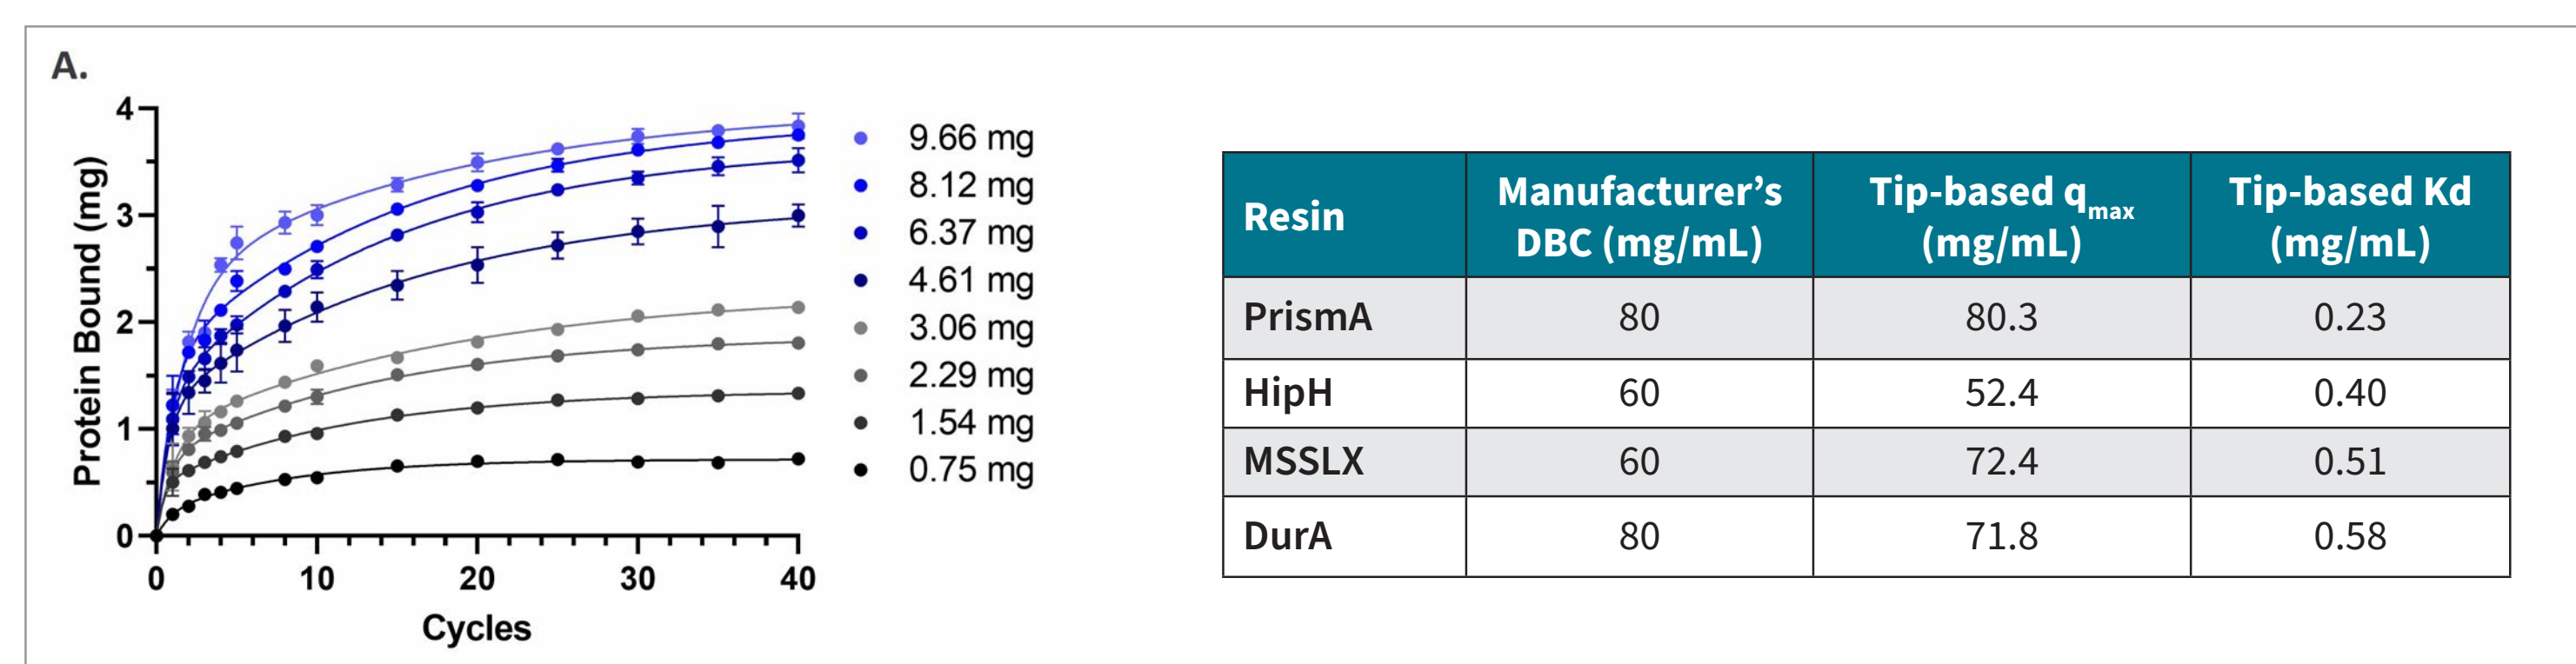 A.
Protein Bound (mg)
4
3
2
1
0
0 10 20 30 40
Cycles
9.66 mg
8.12 mg
6.37 mg
4.61 mg
3.06 mg
2.29 mg
1.54 mg
0.75 mg
Resin Manufacturer’s DBC (mg/mL) Tip-based qmax (mg/mL) Tip-based Kd (mg/mL)
PrismA 80 80.3 0.23
HipH 60 52.4 0.40
MSSLX 60 72.4 0.51
DurA 80 71.8 0.58